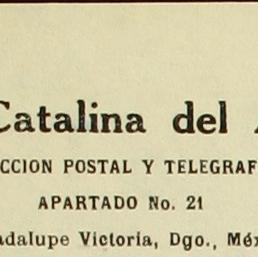 Catalina del
CCION POSTAL Y TELEGRAF
APARTADO No. 21
adalupe Victoria, Dgo., Méx